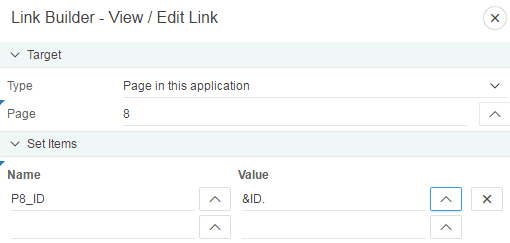 Link Builder - View / Edit Link
Target
Type Page in this application
Page 8
Set Items
Name Value
P8_ID &ID.